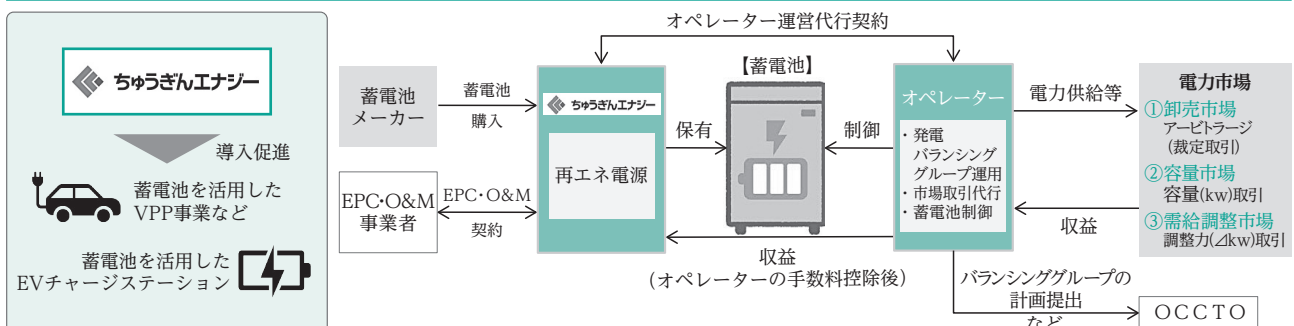 ちゅうぎんエナジー
導入促進
蓄電池を活用した
VPP事業など
蓄電池を活用した
EVチャージステーション
オペレーター運営代行契約
蓄電池
メーカー
蓄電池
購入
EPC・O&M
事業者
EPC・O&M
契約
ちゅうぎんエナジー
再エネ電源
保有
【蓄電池】
制御
オペレーター
・発電
バランシング
グループ運用
・市場取引代行
・蓄電池制御
収益
(オペレーターの手数料控除後)
電力供給等
収益
電力市場
①卸売市場
アービトラージ
(裁定取引)
②容量市場
容量(kw)取引
③需給調整市場
調整力(⊿kw)取引
バランシンググループの
計画提出
など
OCCTO